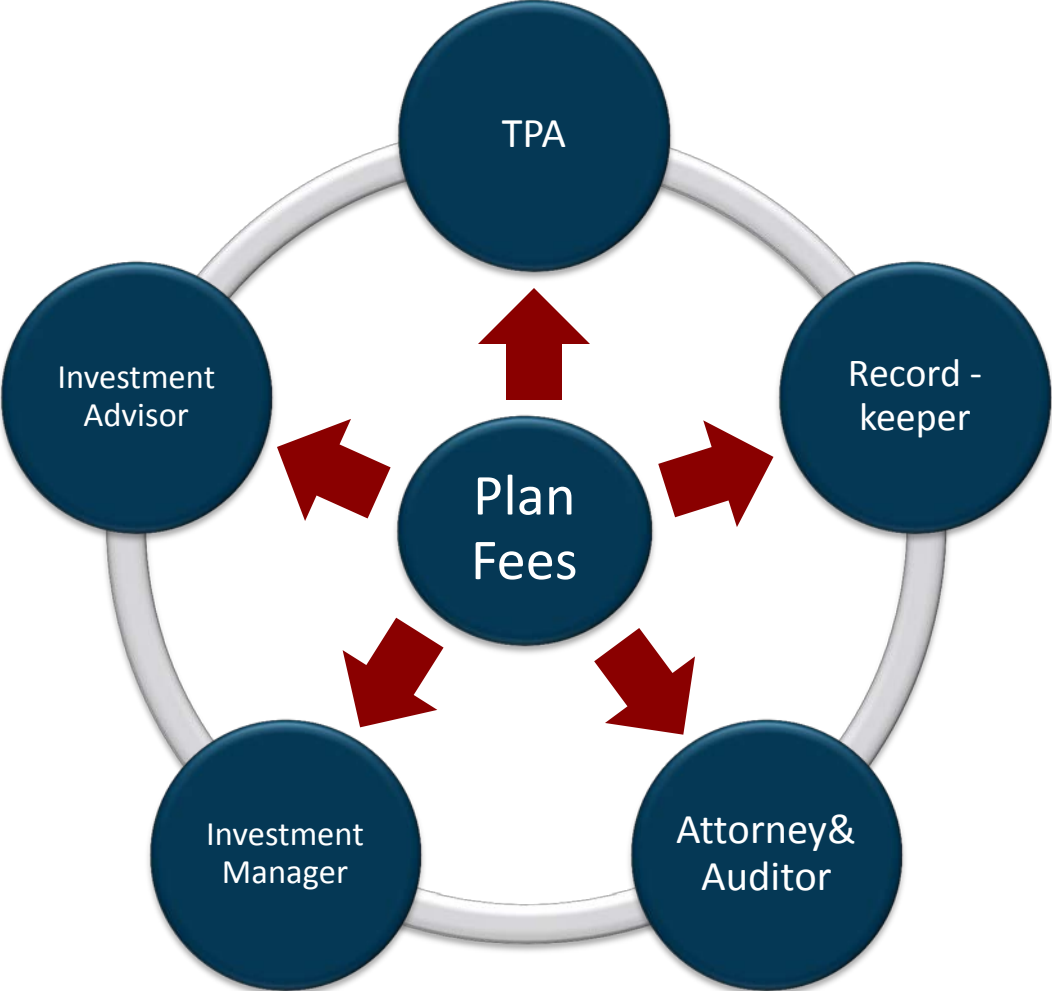 TPA
Investment
Advisor
Record -
keeper
Plan
Fees
Investment
Manager
Attorney&
Auditor